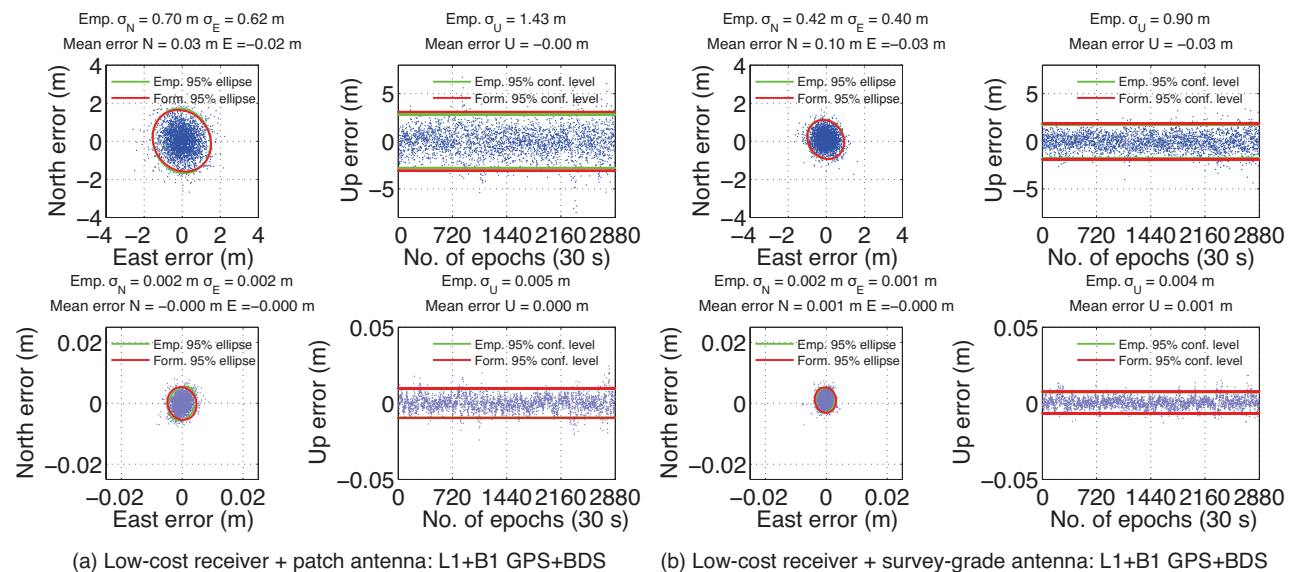 Emp. σN = 0.70 m σE = 0.62 m
Mean error N = 0.03 m E =−0.02 m
4
2
0
−2
−4
North error (m)
Emp. 95% ellipse
Form. 95% ellipse
−4 −2 0 2 4
East error (m)
Emp. σU = 1.43 m
Mean error U = −0.00 m
5
0
−5
Up error (m)
Emp. 95% conf. level
Form. 95% conf. level
0 720 1440 2160 2880
No. of epochs (30 s)
Emp. σN = 0.42 m σE = 0.40 m
Mean error N = 0.10 m E =−0.03 m
4
2
0
−2
−4
North error (m)
Emp. 95% ellipse
Form. 95% ellipse
−4 −2 0 2 4
East error (m)
Emp. σU = 0.90 m
Mean error U = −0.03 m
5
0
−5
Up error (m)
Emp. 95% conf. level
Form. 95% conf. level
0 720 1440 2160 2880
No. of epochs (30 s)
Emp. σN = 0.002 m σE = 0.002 m
Mean error N = −0.000 m E =−0.000 m
0.02
0
−0.02
North error (m)
Emp. 95% ellipse
Form. 95% ellipse
−0.02 0 0.02
East error (m)
Emp. σU = 0.005 m
Mean error U = 0.000 m
0.05
0
−0.05
Up error (m)
Emp. 95% conf. level
Form. 95% conf. level
0 720 1440 2160 2880
No. of epochs (30 s)
Emp. σN = 0.002 m σE = 0.001 m
Mean error N = 0.001 m E =−0.000 m
0.02
0
−0.02
North error (m)
Emp. 95% ellipse
Form. 95% ellipse
−0.02 0 0.02
East error (m)
Emp. σU = 0.004 m
Mean error U = 0.001 m
0.05
0
−0.05
Up error (m)
Emp. 95% conf. level
Form. 95% conf. level
0 720 1440 2160 2880
No. of epochs (30 s)
(a) Low-cost receiver + patch antenna: L1+B1 GPS+BDS
(b) Low-cost receiver + survey-grade antenna: L1+B1 GPS+BDS